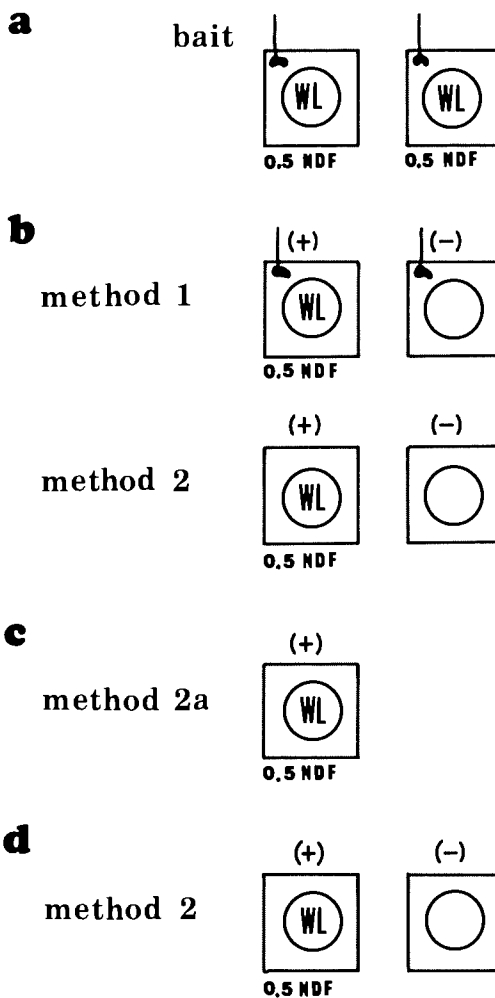 a
bait
WL WL
0.5 NDF 0.5 NDF
b
(+) (-)
method 1
WL
0.5 NDF
(+) (-)
method 2
WL
0.5 NDF
c
(+)
method 2a
WL
0.5 NDF
d
(+) (-)
method 2
WL
0.5 NDF